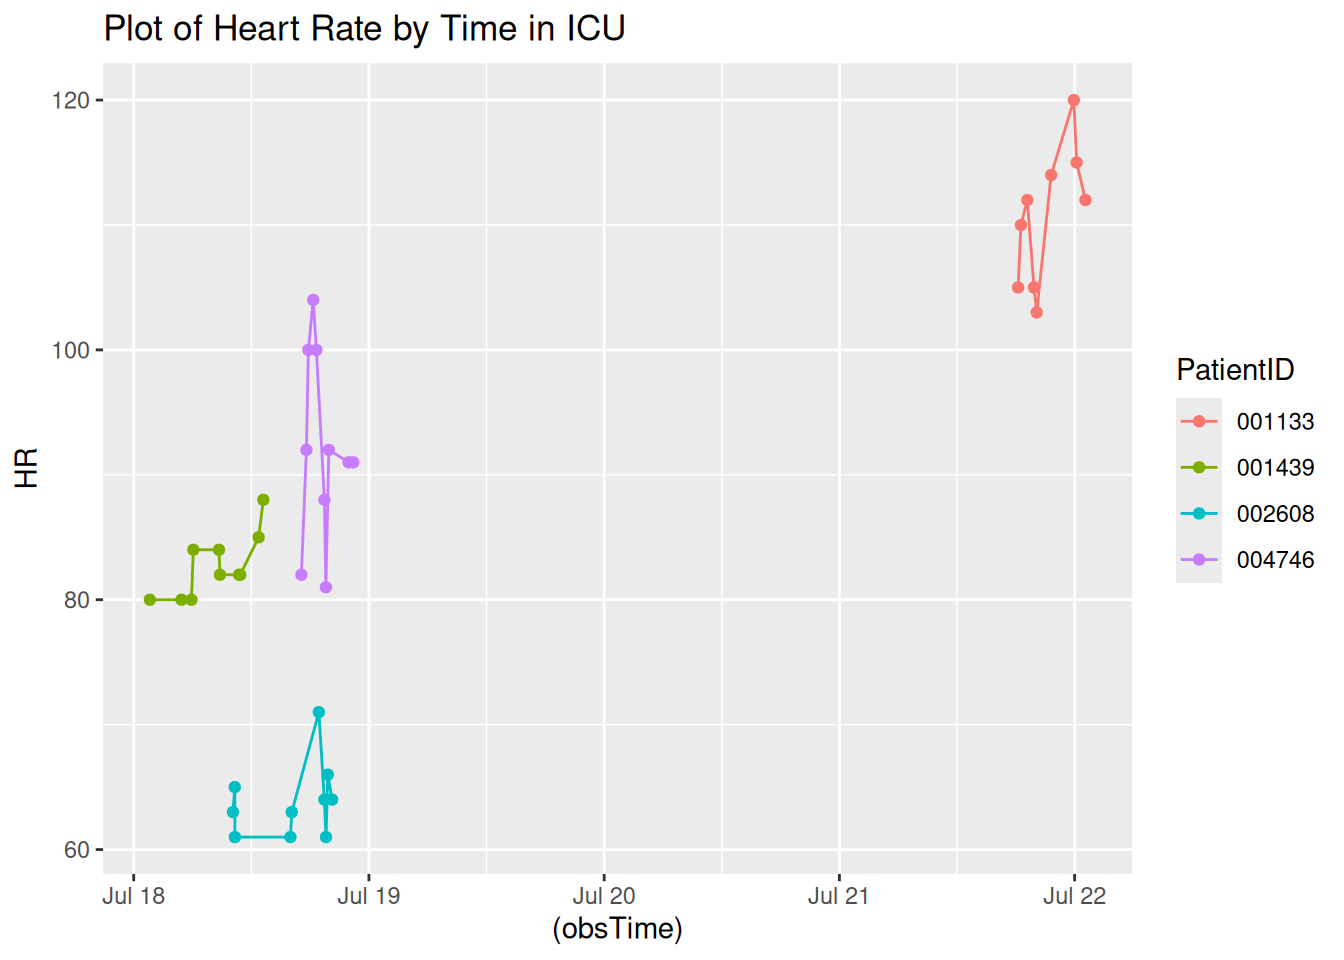 Plot of Heart Rate by Time in ICU
120
100
80
60
HR
Jul 18 Jul 19 Jul 20 Jul 21 Jul 22
(obsTime)
PatientID
001133
001439
002608
004746